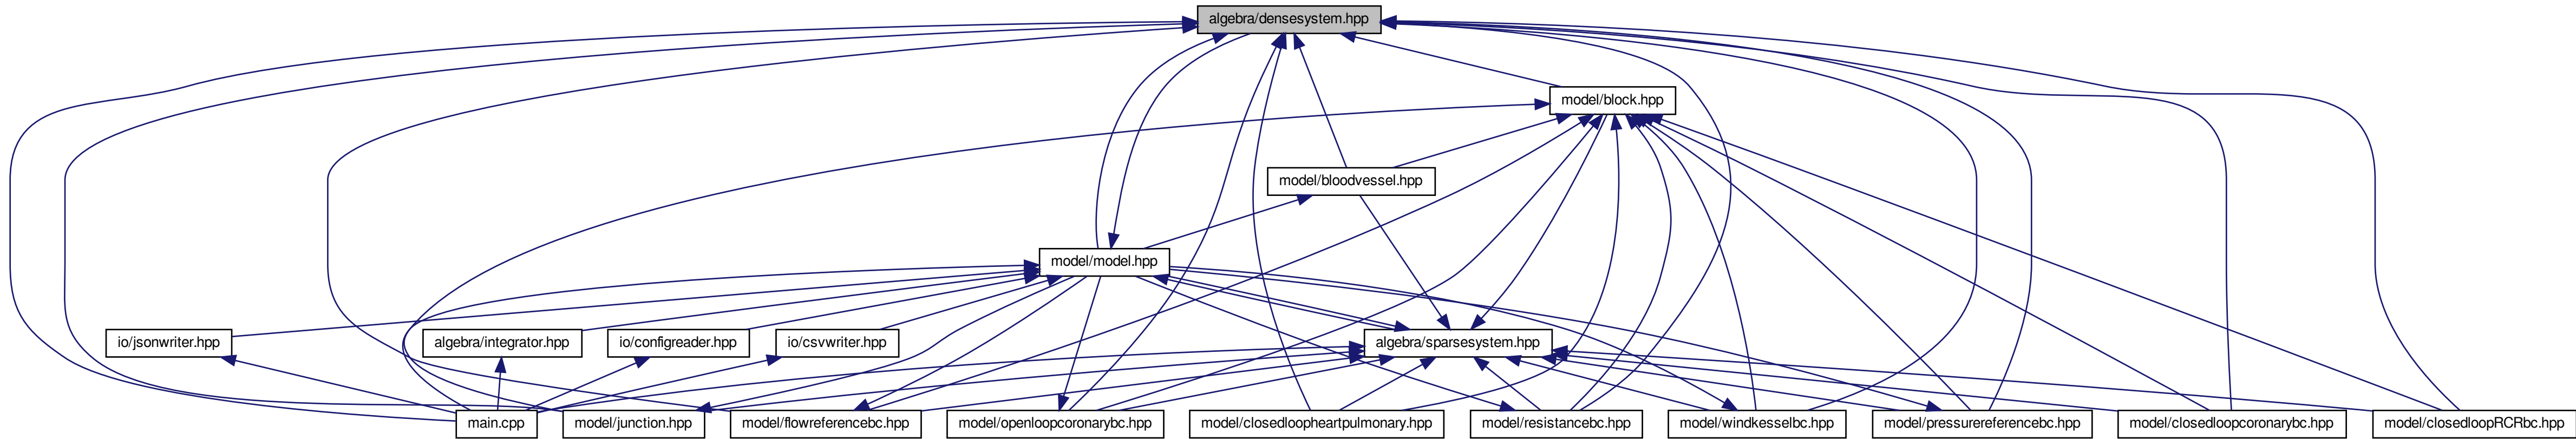 algebra/densesystem.hpp
model/block.hpp
model/bloodvessel.hpp
model/model.hpp
io/jsonwriter.hpp
algebra/integrator.hpp
io/configreader.hpp
io/csvwriter.hpp
algebra/sparsesystem.hpp
main.cpp
model/junction.hpp
model/flowreferencebc.hpp
model/openloopcoronarybc.hpp
model/closedloopheartpulmonary.hpp
model/resistancebc.hpp
model/windkesselbc.hpp
model/pressurereferencebc.hpp
model/closedloopcoronarybc.hpp
model/closedloopRCRbc.hpp